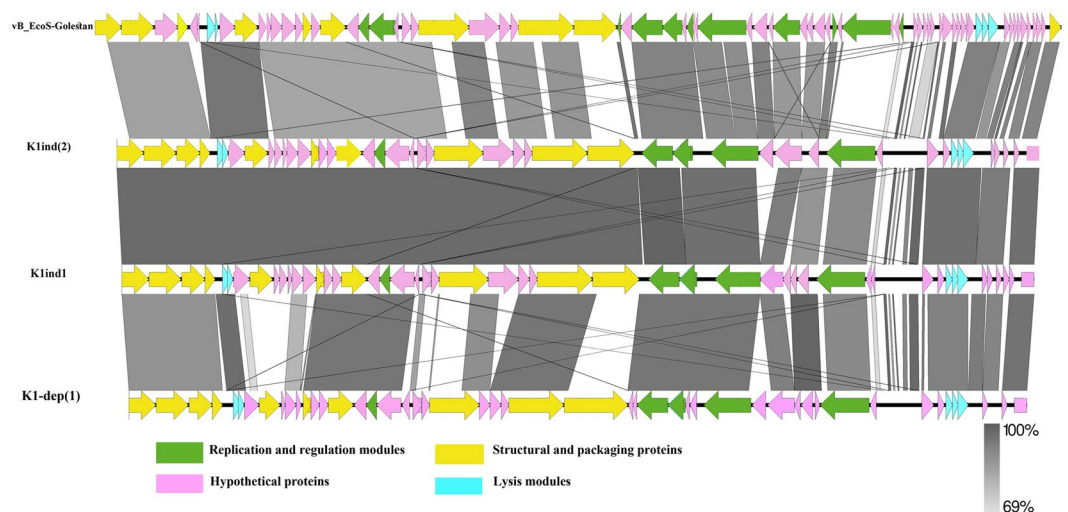 vB_EcoS-Golestan
K1ind(2)
K1ind1
K1-dep(1)
Replication and regulation modules
Structural and packaging proteins
Hypothetical proteins
Lysis modules
100%
69%